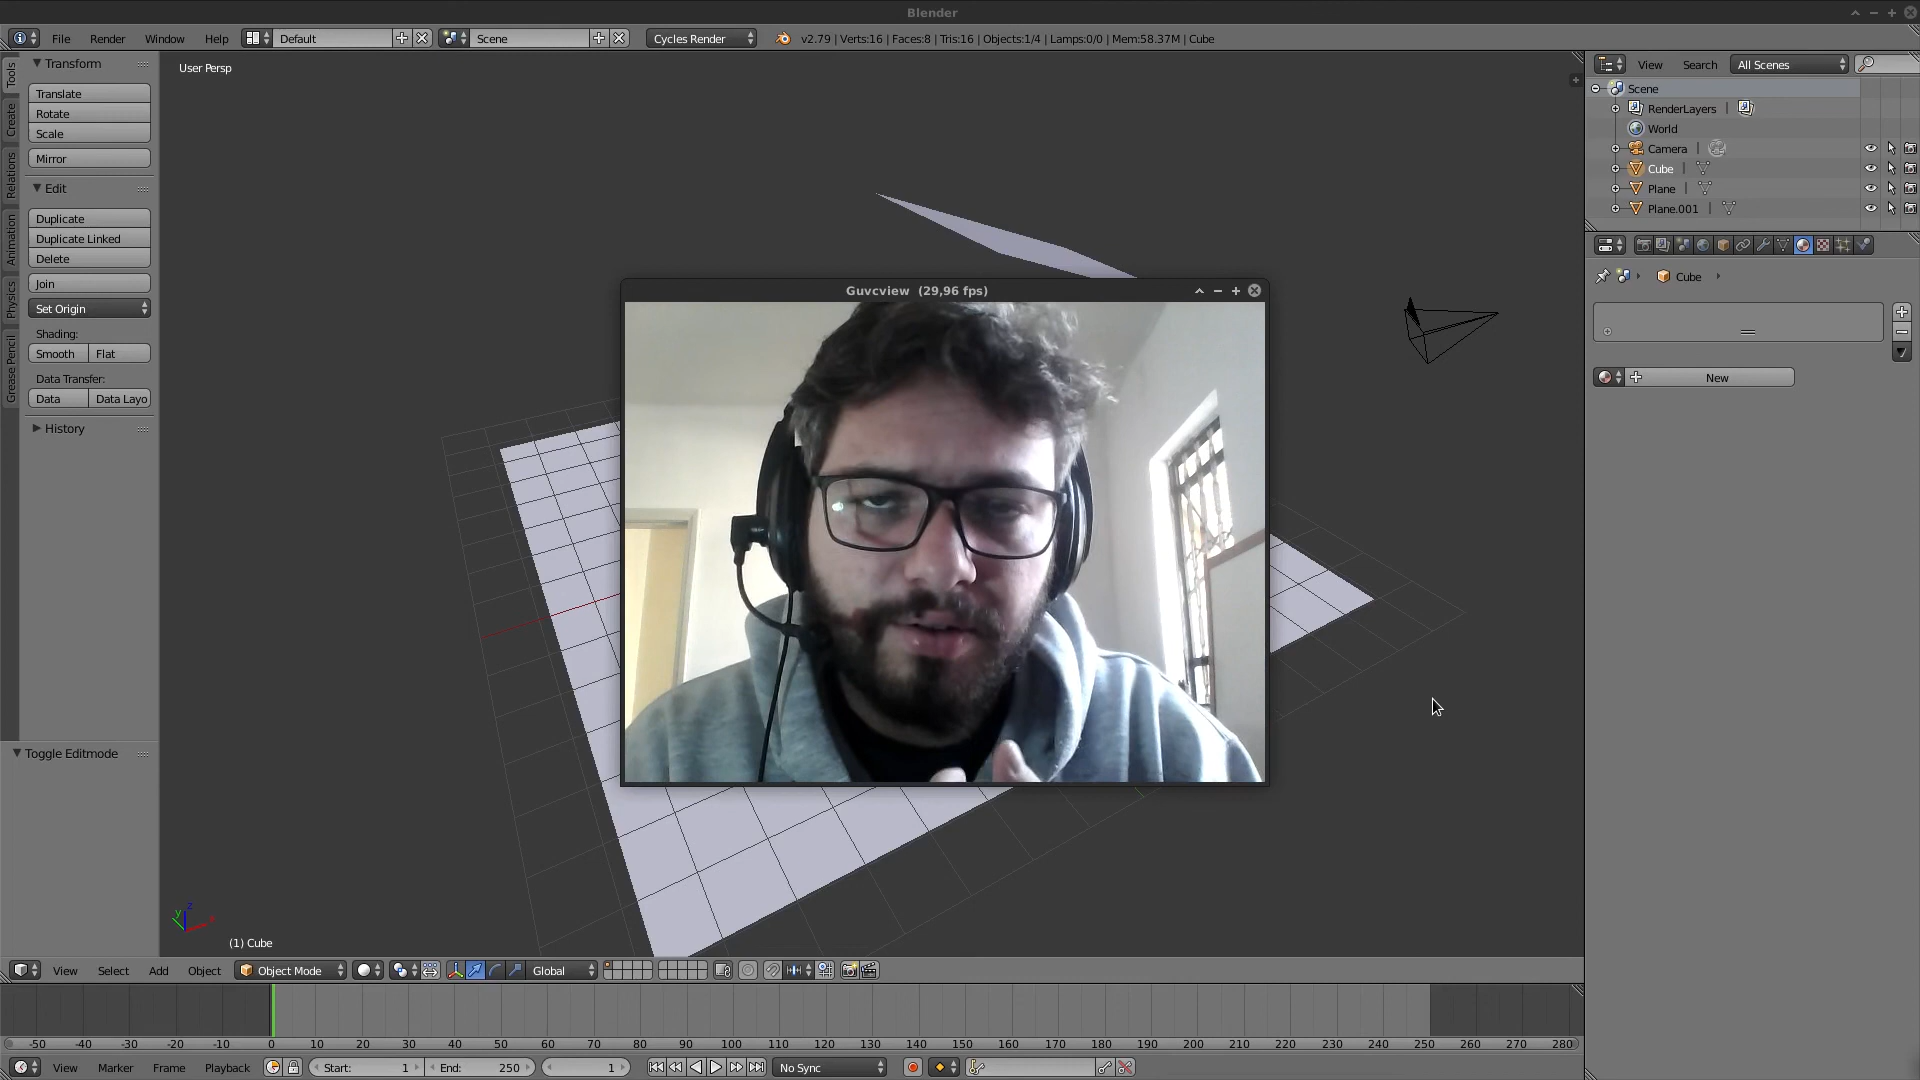 Blender
File Render Window Help Default Scene Cycles Render v2.79 | Verts:16 | Faces:8 | Tris:16 | Objects:1/4 | Lamps:0/0 | Mem:58.37M | Cube
Tools
Create
Relations
Animation
Physics
Grease Pencil
Transform
Translate
Rotate
Scale
Mirror
Edit
Duplicate
Duplicate Linked
Delete
Join
Set Origin
Shading:
Smooth Flat
Data Transfer:
Data Data Layo
History
Toggle Editmode
User Persp
Guvcview (29,96 fps)
(1) Cube
View Search All Scenes
Scene
RenderLayers
World
Camera
Cube
Plane
Plane.001
Cube
New
View Select Add Object Object Mode Global
-50 -40 -30 -20 -10 0 10 20 30 40 50 60 70 80 90 100 110 120 130 140 150 160 170 180 190 200 210 220 230 240 250 260 270 280
View Marker Frame Playback Start: 1 End: 250 1 No Sync